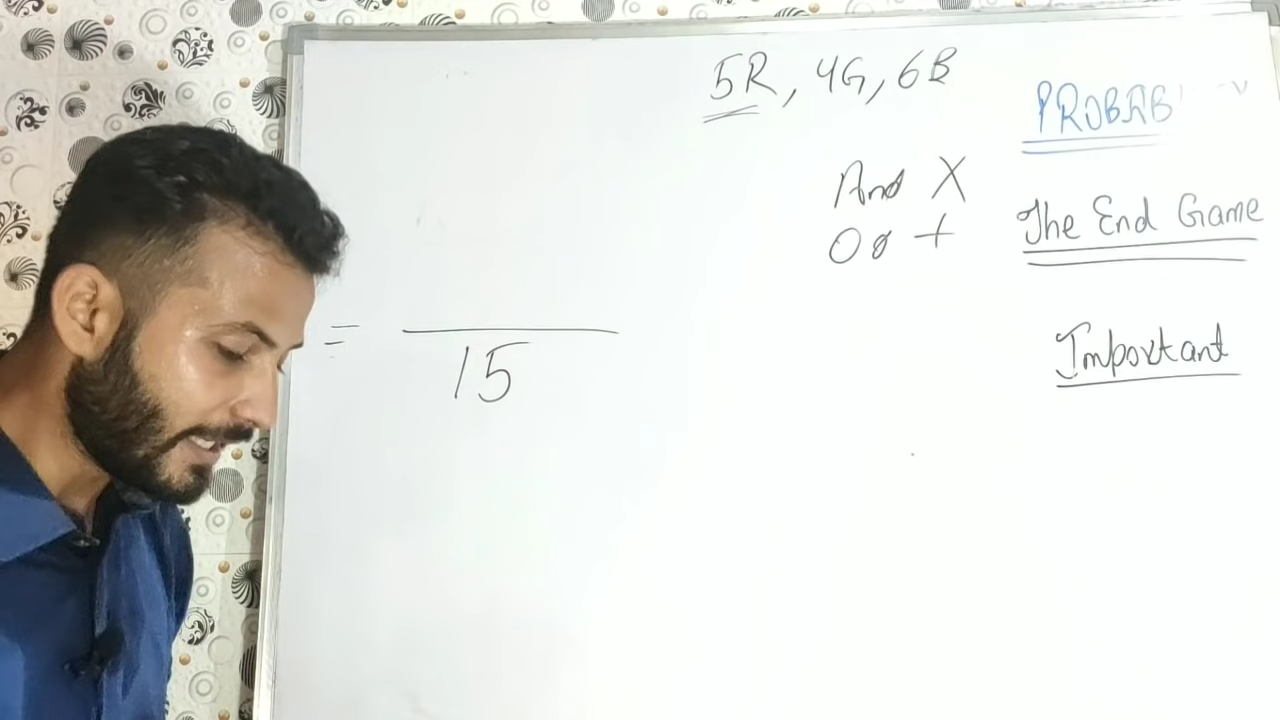 5R, 4G, 6B
And X
Or +
PROBAB
The End Game
Important
=
15